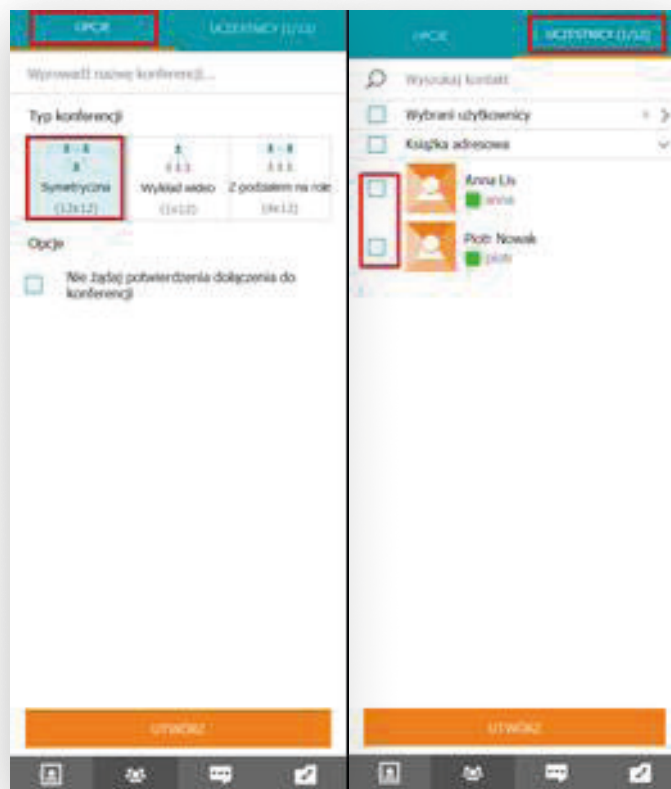 OPCJE
UCZESTNICY (1/12)
Wprowadź nazwę konferencji...
Typ konferencji
Symetryczna
(12x12)
Wykład wideo
(1x12)
Z podziałem na role
Opcje
Nie żądaj potwierdzenia dołączenia do
konferencji
UTWÓRZ
OPCJE
UCZESTNICY (1/12)
Wyszukaj kontakt
Wybrani użytkownicy
Książka adresowa
Anna Lis
anna
Piotr Nowak
piotr
UTWÓRZ